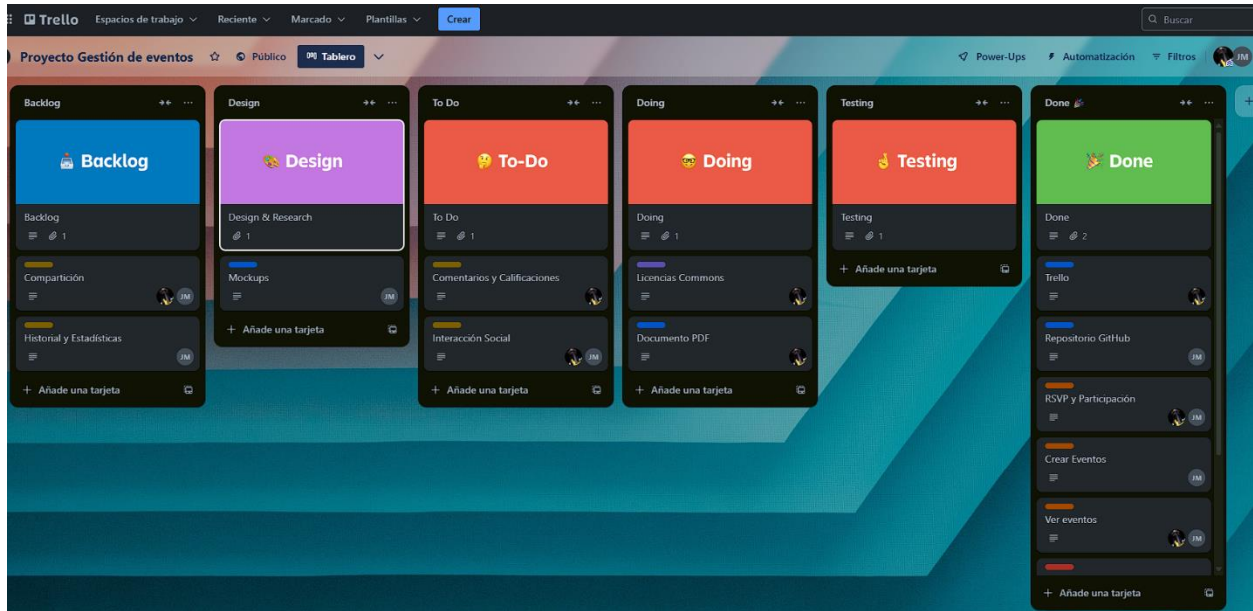 Trello Espacios de trabajo Reciente Marcado Plantillas Crear Buscar
Proyecto Gestión de eventos Público Tablero Power-Ups Automatización Filtros JM
Backlog
Backlog
Backlog
1
Compartición
JM
Historial y Estadísticas
JM
+ Añade una tarjeta
Design
Design
Design & Research
1
Mockups
JM
+ Añade una tarjeta
To Do
To-Do
To Do
1
Comentarios y Calificaciones
Interacción Social
JM
+ Añade una tarjeta
Doing
Doing
Doing
1
Licencias Commons
Documento PDF
+ Añade una tarjeta
Testing
Testing
Testing
1
+ Añade una tarjeta
Done
Done
Done
2
Trello
Repositorio GitHub
JM
RSVP y Participación
JM
Crear Eventos
JM
Ver eventos
JM
+ Añade una tarjeta